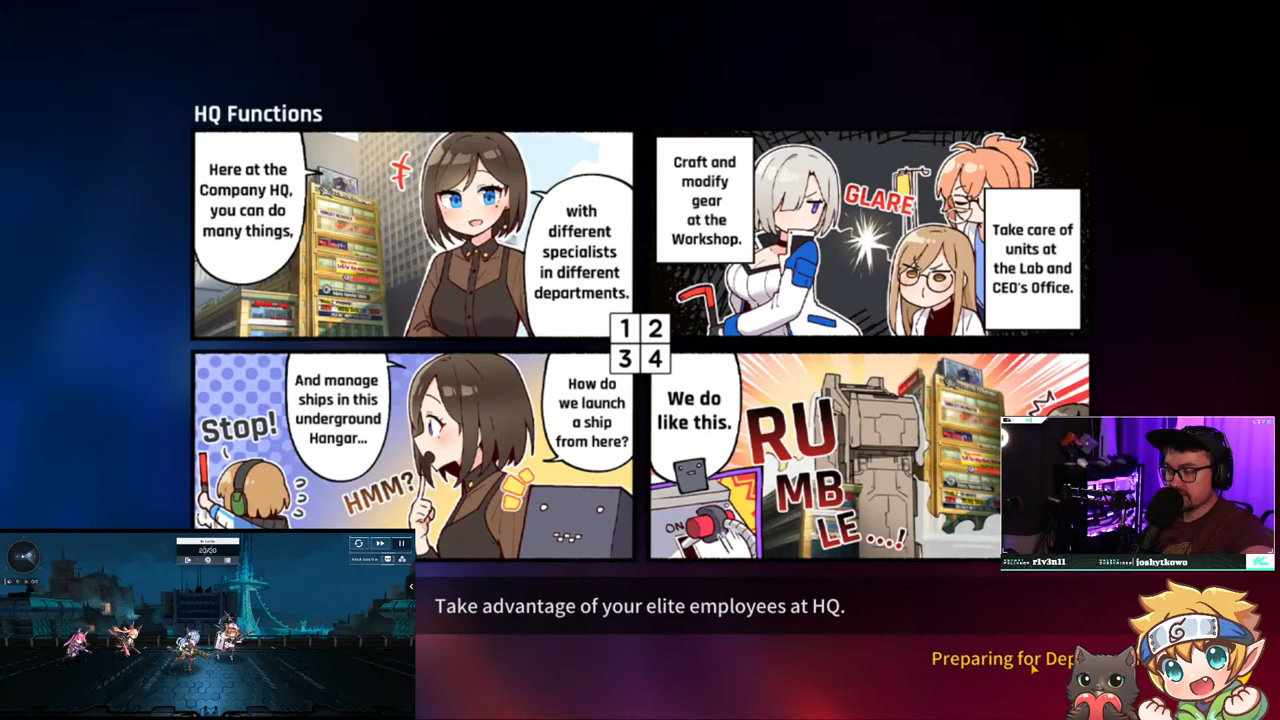 HQ Functions
Here at the
Company HQ,
you can do
many things,
with
different
specialists
in different
departments.
Craft and
modify
gear
at the
Workshop.
GLARE
Take care of
units at
the Lab and
CEO's Office.
1 2
3 4
Stop!
And manage
ships in this
underground
Hangar...
HMM?
How do
we launch
a ship
from here?
We do
like this.
ON
RU
MB
LE...!
20/30
r1v3n11
joshytkowo
Take advantage of your elite employees at HQ.
Preparing for Dep